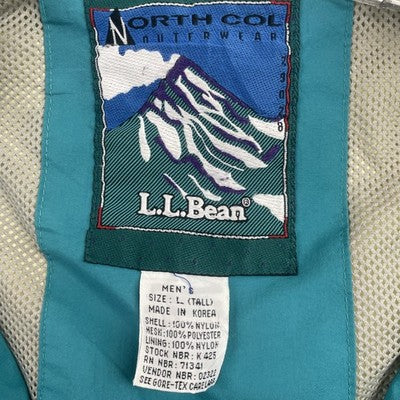 NORTH COL
OUTERWEAR
29028
L.L.Bean®
MEN'S
SIZE: L (TALL)
MADE IN KOREA
SHELL: 100% NYLON
MESH: 100% POLYESTER
LINING: 100% NYLON
STOCK NBR: K 425
RN NBR: 71341
VENDOR NBR: 02322
SEE GORE-TEX CARE LABEL